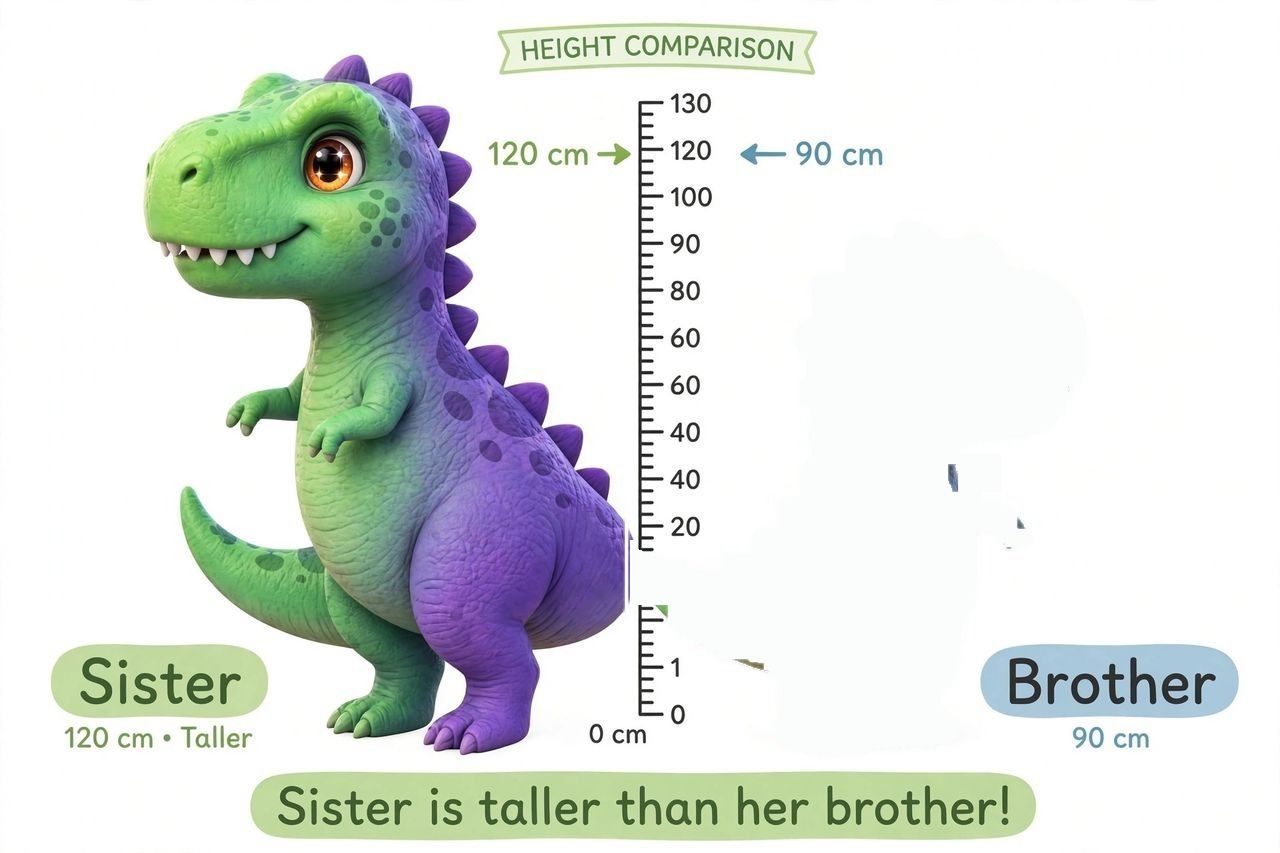 HEIGHT COMPARISON
130
120 cm
120
90 cm
100
90
80
60
60
40
40
20
1
0
0 cm
Sister
120 cm • Taller
Brother
90 cm
Sister is taller than her brother!